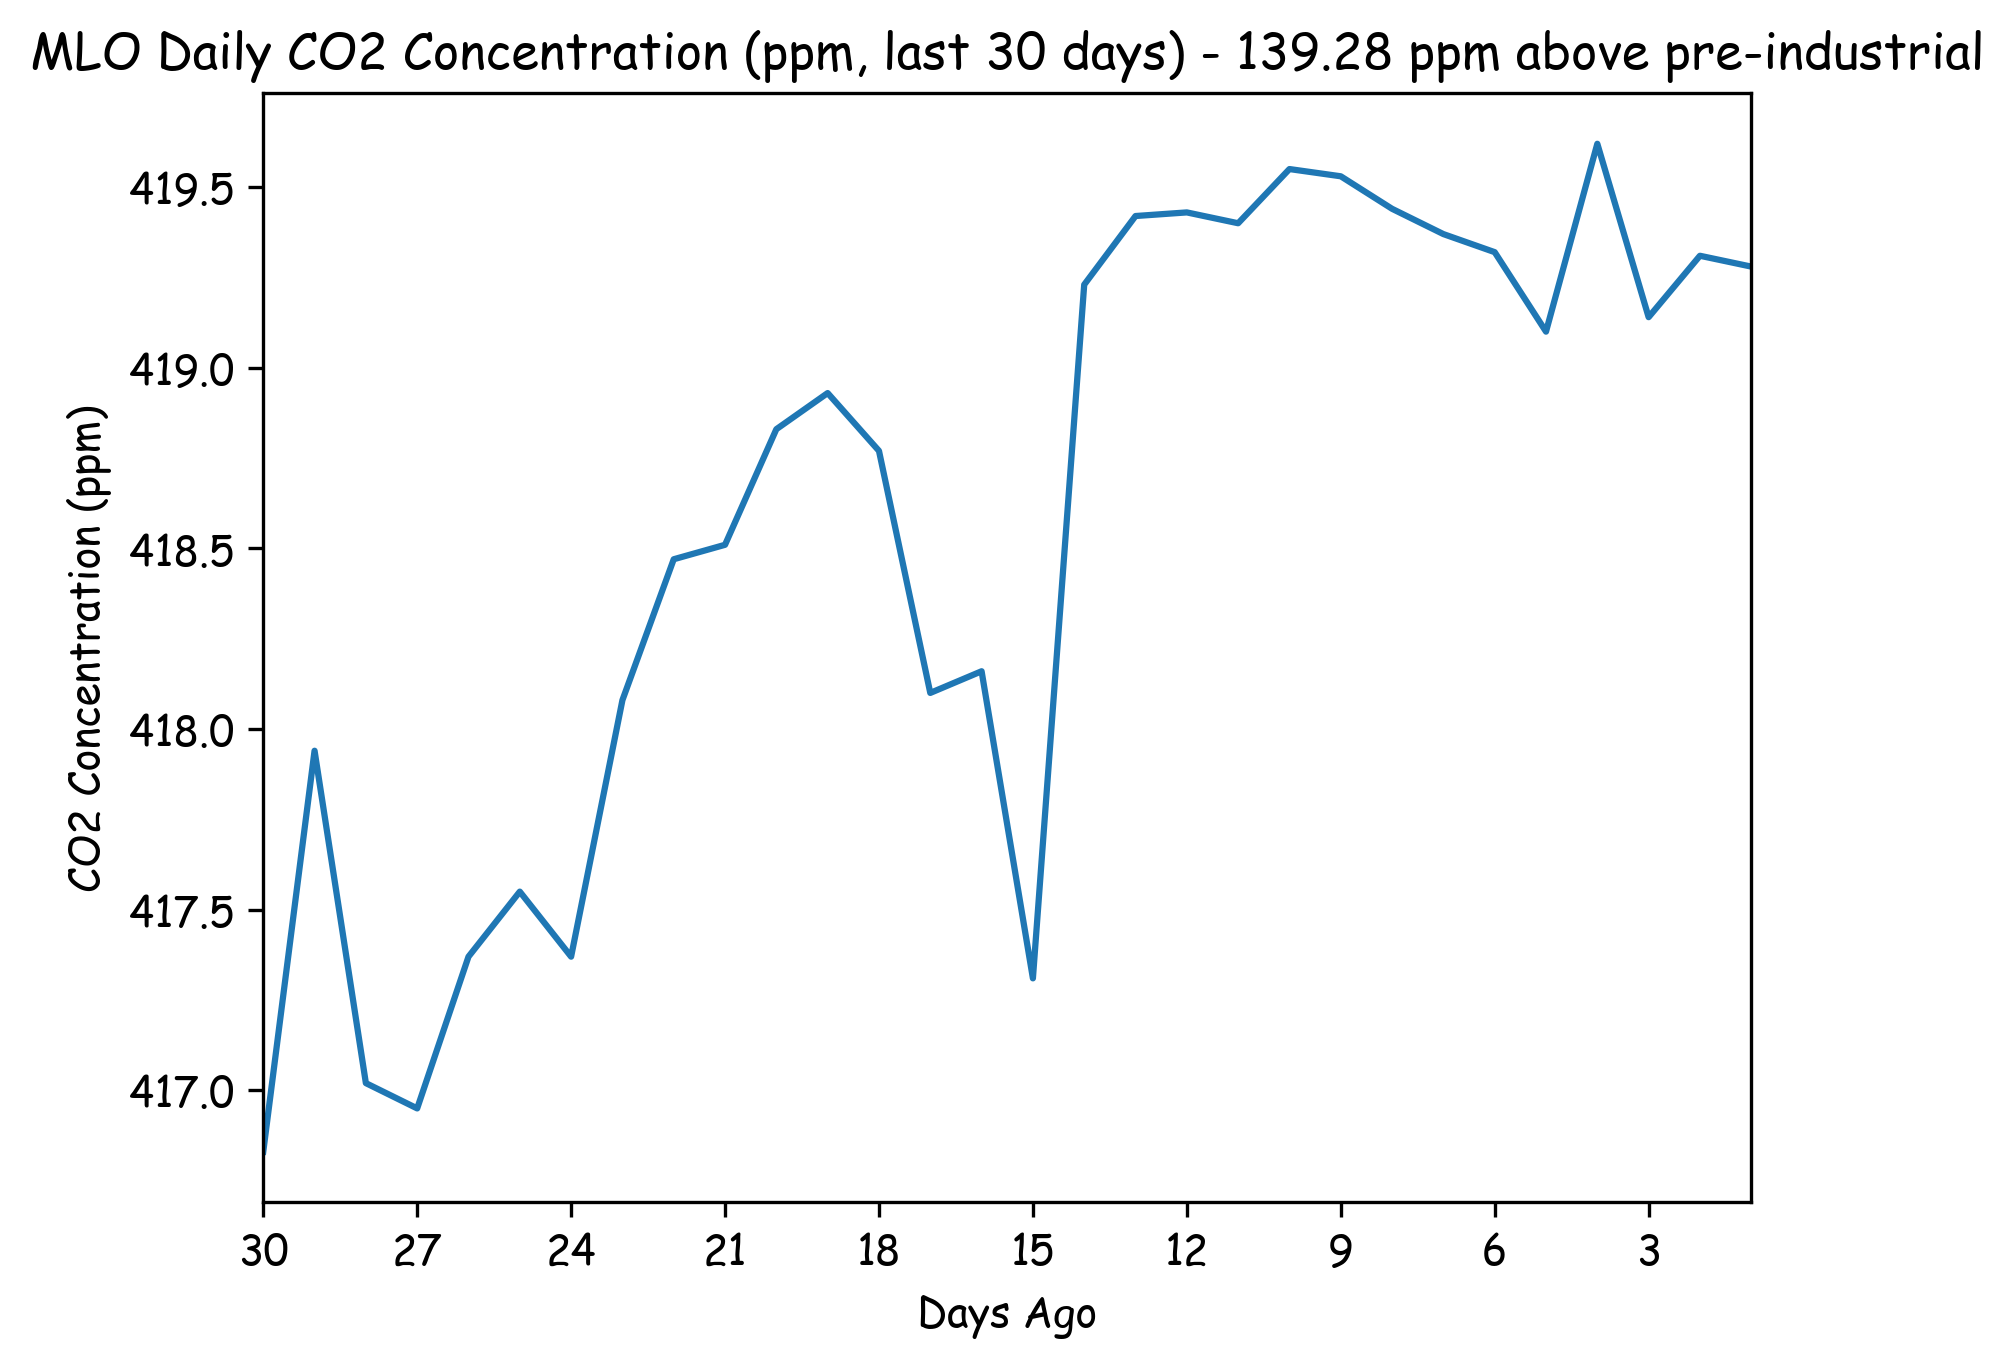 MLO Daily CO2 Concentration (ppm, last 30 days) - 139.28 ppm above pre-industrial
CO2 Concentration (ppm)
419.5
419.0
418.5
418.0
417.5
417.0
30 27 24 21 18 15 12 9 6 3
Days Ago